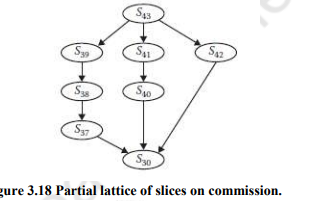 S43
S39 S41 S42
S38 S40
S37
S30
gure 3.18 Partial lattice of slices on commission.